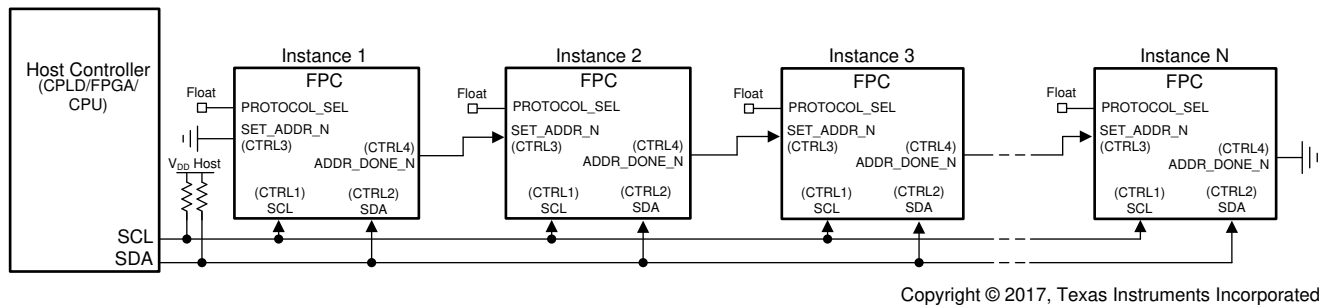 Host Controller
(CPLD/FPGA/
CPU)
SCL
SDA
V_DD Host
Instance 1
FPC
Float
PROTOCOL_SEL
SET_ADDR_N
(CTRL3)
(CTRL4)
ADDR_DONE_N
(CTRL1)
SCL
(CTRL2)
SDA
Instance 2
FPC
Float
PROTOCOL_SEL
SET_ADDR_N
(CTRL3)
(CTRL4)
ADDR_DONE_N
(CTRL1)
SCL
(CTRL2)
SDA
Instance 3
FPC
Float
PROTOCOL_SEL
SET_ADDR_N
(CTRL3)
(CTRL4)
ADDR_DONE_N
(CTRL1)
SCL
(CTRL2)
SDA
Instance N
FPC
Float
PROTOCOL_SEL
SET_ADDR_N
(CTRL3)
(CTRL4)
ADDR_DONE_N
(CTRL1)
SCL
(CTRL2)
SDA
Copyright © 2017, Texas Instruments Incorporated